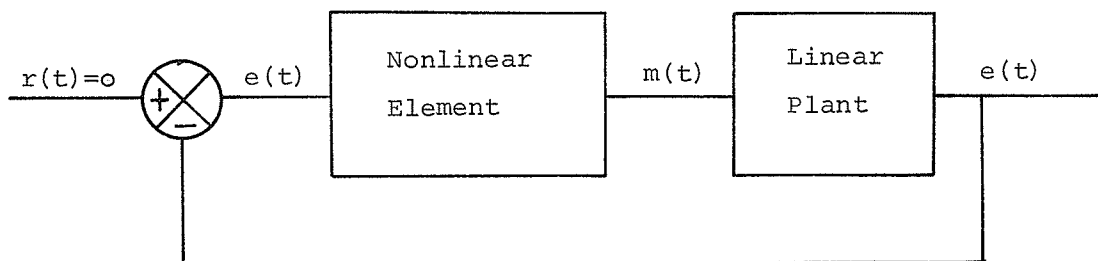 r(t)=o
+
−
e(t)
Nonlinear
Element
m(t)
Linear
Plant
e(t)